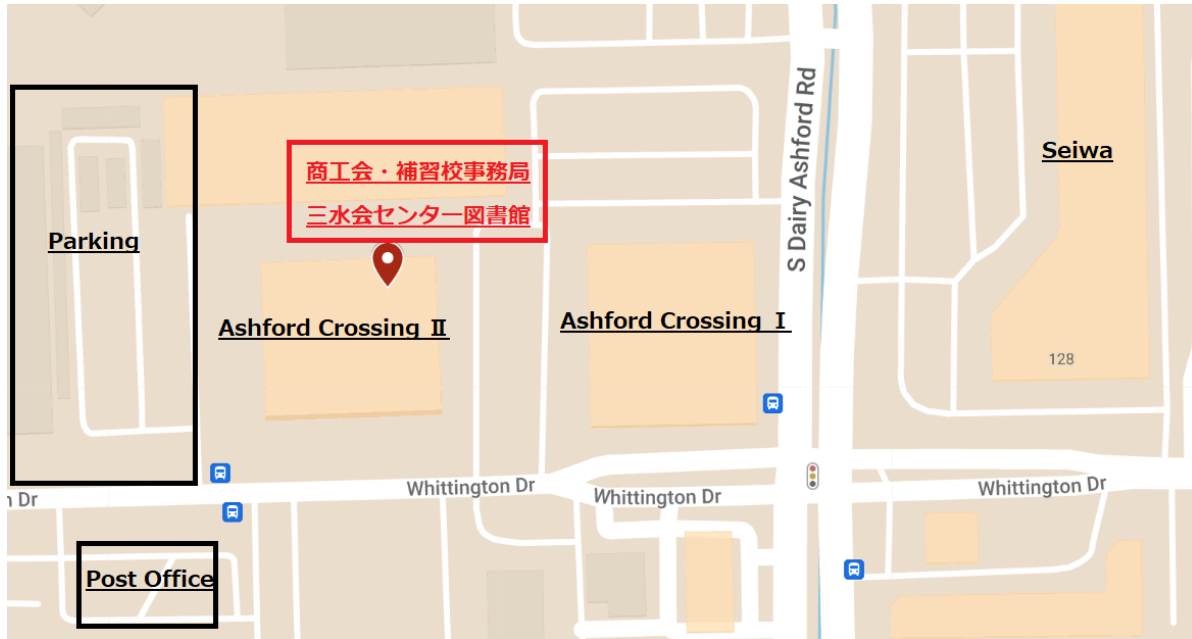 商工会・補習校事務局
三水会センター図書館
Seiwa
Parking
S Dairy Ashford Rd
Ashford Crossing Ⅱ
Ashford Crossing Ⅰ
128
Whittington Dr
Whittington Dr
Whittington Dr
n Dr
Post Office